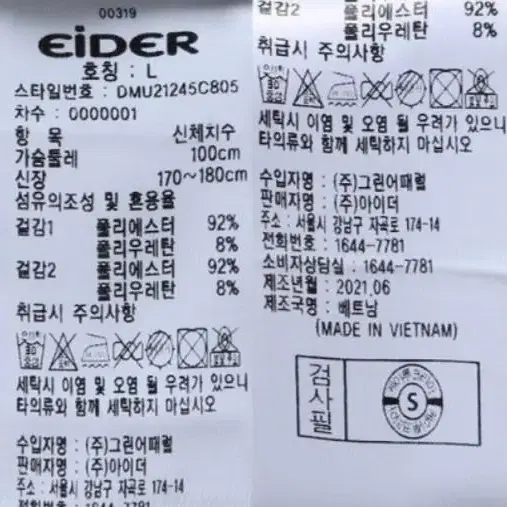 00319
EiDER
호칭 : L
스타일번호 : DMU21245C805
차수 : 0000001
항 목 신체치수
가슴둘레 100cm
신장 170~180cm
섬유의조성 및 혼용율
겉감1 폴리에스터 92%
폴리우레탄 8%
겉감2 폴리에스터 92%
폴리우레탄 8%
취급시 주의사항
세탁시 이염 및 오염 될 우려가 있으니
타의류와 함께 세탁하지 마십시오
수입자명 : (주)그린어패럴
판매자명 : (주)아이더
주소 : 서울시 강남구 자곡로 174-14
전화번호 : 1644-7781
겉감2 폴리에스터 92%
폴리우레탄 8%
취급시 주의사항
세탁시 이염 및 오염 될 우려가 있으니
타의류와 함께 세탁하지 마십시오
수입자명 : (주)그린어패럴
판매자명 : (주)아이더
주소 : 서울시 강남구 자곡로 174-14
전화번호 : 1644-7781
소비자상담실 : 1644-7781
제조년월 : 2021.06
제조국명 : 베트남
(MADE IN VIETNAM)
검사필
S